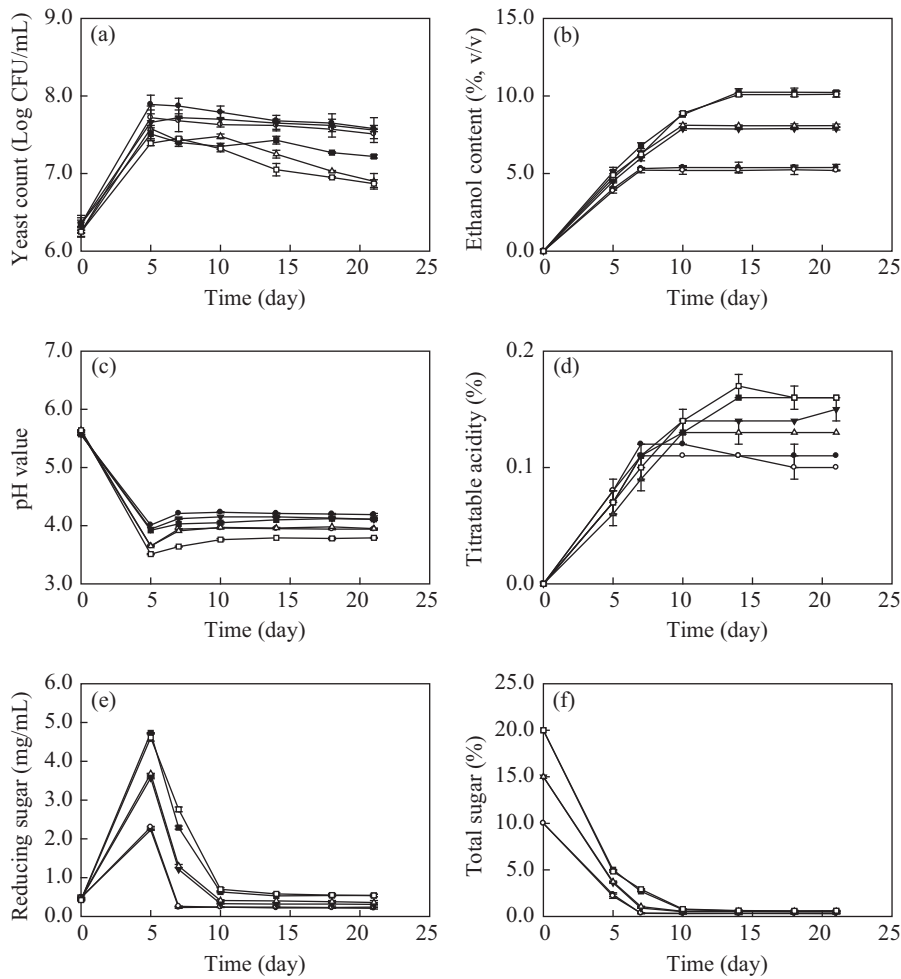 Yeast count (Log CFU/mL)
(a)
9.0
8.0
7.0
6.0
0 5 10 15 20 25
Time (day)
Ethanol content (%, v/v)
(b)
15.0
10.0
5.0
0.0
0 5 10 15 20 25
Time (day)
pH value
(c)
7.0
6.0
5.0
4.0
3.0
0 5 10 15 20 25
Time (day)
Titratable acidity (%)
(d)
0.2
0.1
0.0
0 5 10 15 20 25
Time (day)
Reducing sugar (mg/mL)
(e)
6.0
5.0
4.0
3.0
2.0
1.0
0.0
0 5 10 15 20 25
Time (day)
Total sugar (%)
(f)
25.0
20.0
15.0
10.0
5.0
0.0
0 5 10 15 20 25
Time (day)